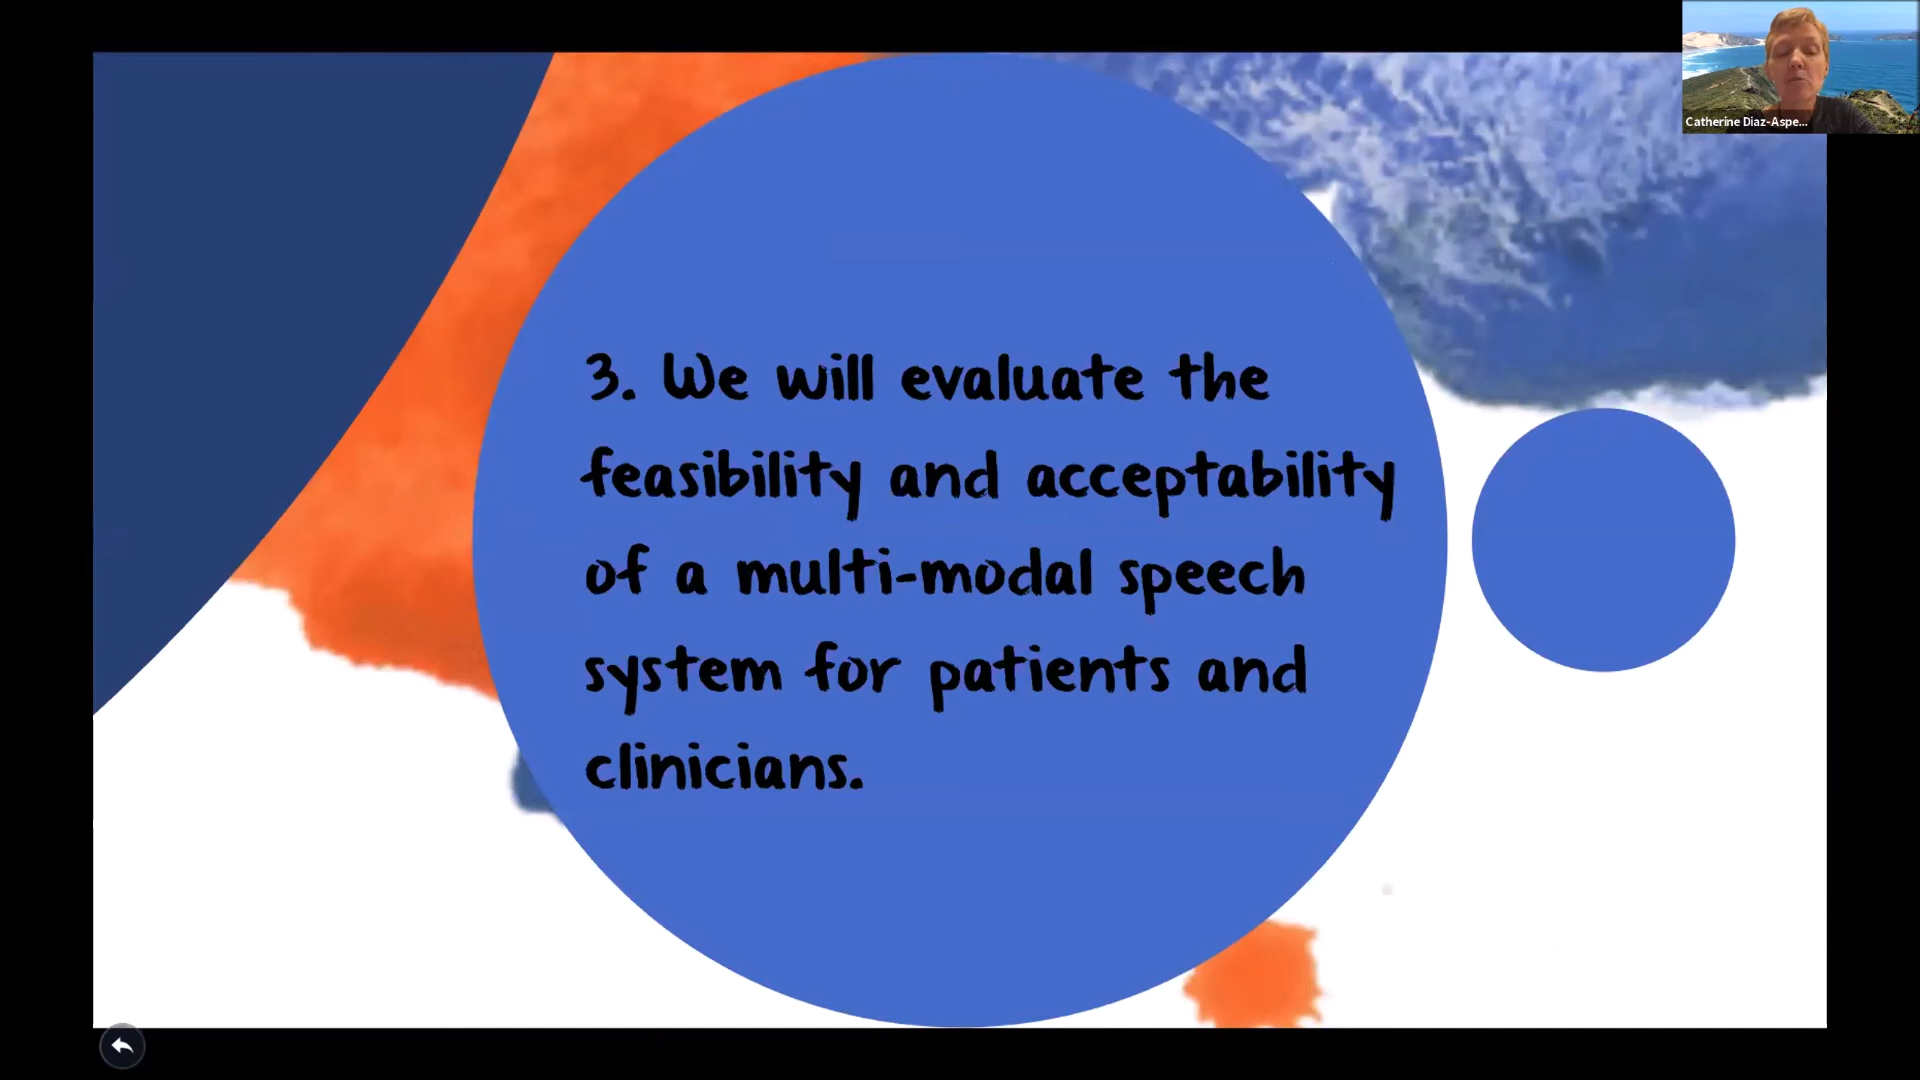 Catherine Diaz-Aspe...
3. We will evaluate the
feasibility and acceptability
of a multi-modal speech
system for patients and
clinicians.